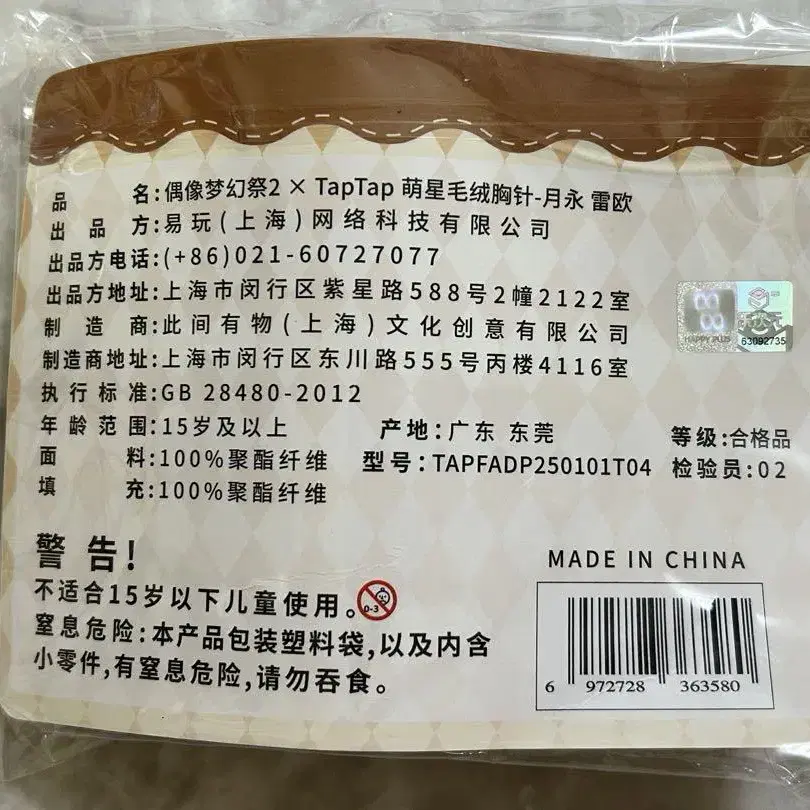 品 名:偶像梦幻祭2 × TapTap 萌星毛绒胸针-月永 雷欧
出 品 方:易玩(上海)网络科技有限公司
出品方电话:(+86)021-60727077
出品方地址:上海市闵行区紫星路588号2幢2122室
制 造 商:此间有物(上海)文化创意有限公司
制造商地址:上海市闵行区东川路555号丙楼4116室
执行标准:GB 28480-2012
年龄范围:15岁及以上 产地:广东 东莞 等级:合格品
面 料:100%聚酯纤维 型号:TAPFADP250101T04 检验员:02
填 充:100%聚酯纤维
HAPPY PLUS 63092735
警 告!
不适合15岁以下儿童使用。 0-3
窒息危险:本产品包装塑料袋,以及内含
小零件,有窒息危险,请勿吞食。
MADE IN CHINA
6 972728 363580